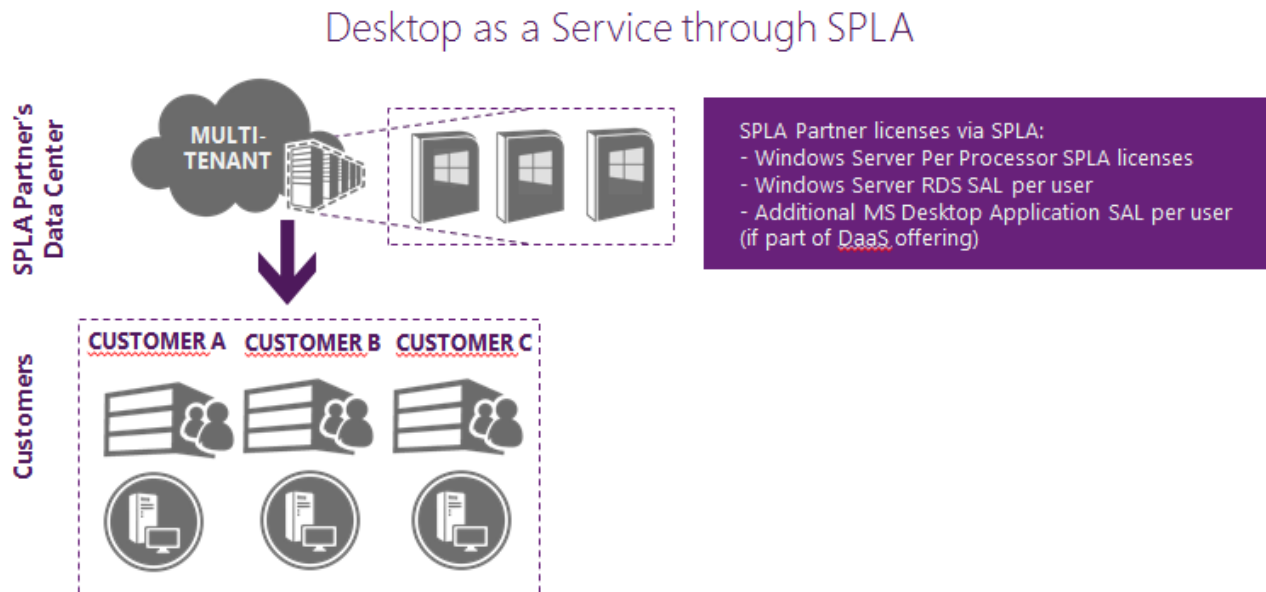 Desktop as a Service through SPLA
SPLA Partner's
Data Center
MULTI-
TENANT
SPLA Partner licenses via SPLA:
- Windows Server Per Processor SPLA licenses
- Windows Server RDS SAL per user
- Additional MS Desktop Application SAL per user
(if part of DaaS offering)
Customers
CUSTOMER A
CUSTOMER B
CUSTOMER C